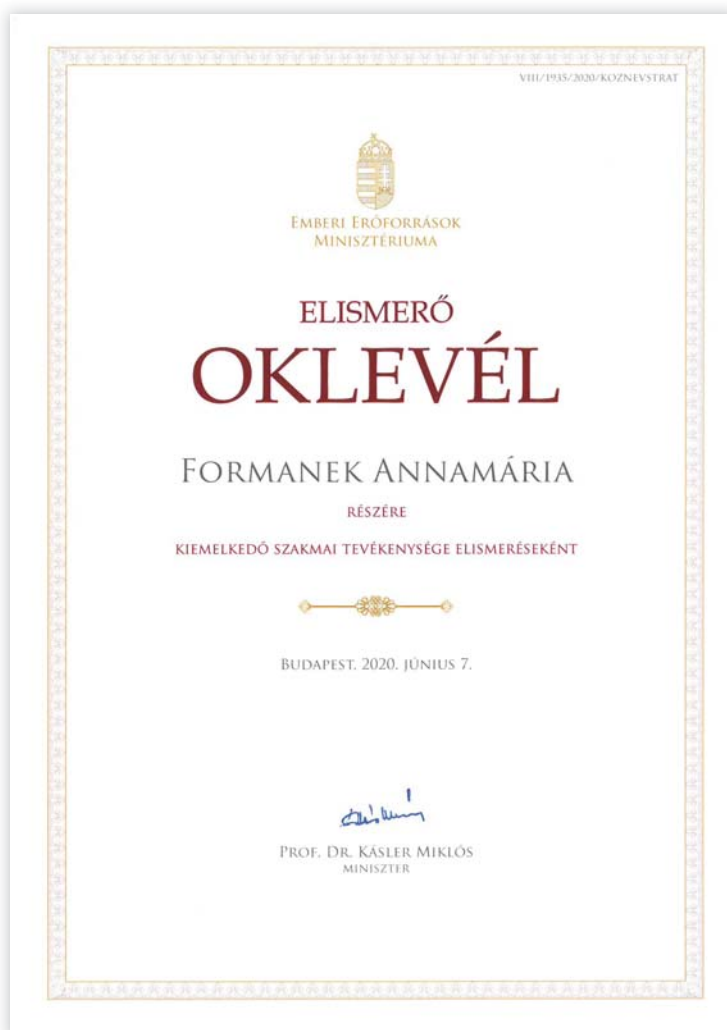 VIII/1935/2020/KOZNEVSTRAT
Emberi Erőforrások
Minisztériuma
ELISMERŐ
OKLEVÉL
Formanek Annamária
RÉSZÉRE
KIEMELKEDŐ SZAKMAI TEVÉKENYSÉGE ELISMERÉSEKÉNT
Budapest, 2020. június 7.
Prof. Dr. Kásler Miklós
MINISZTER